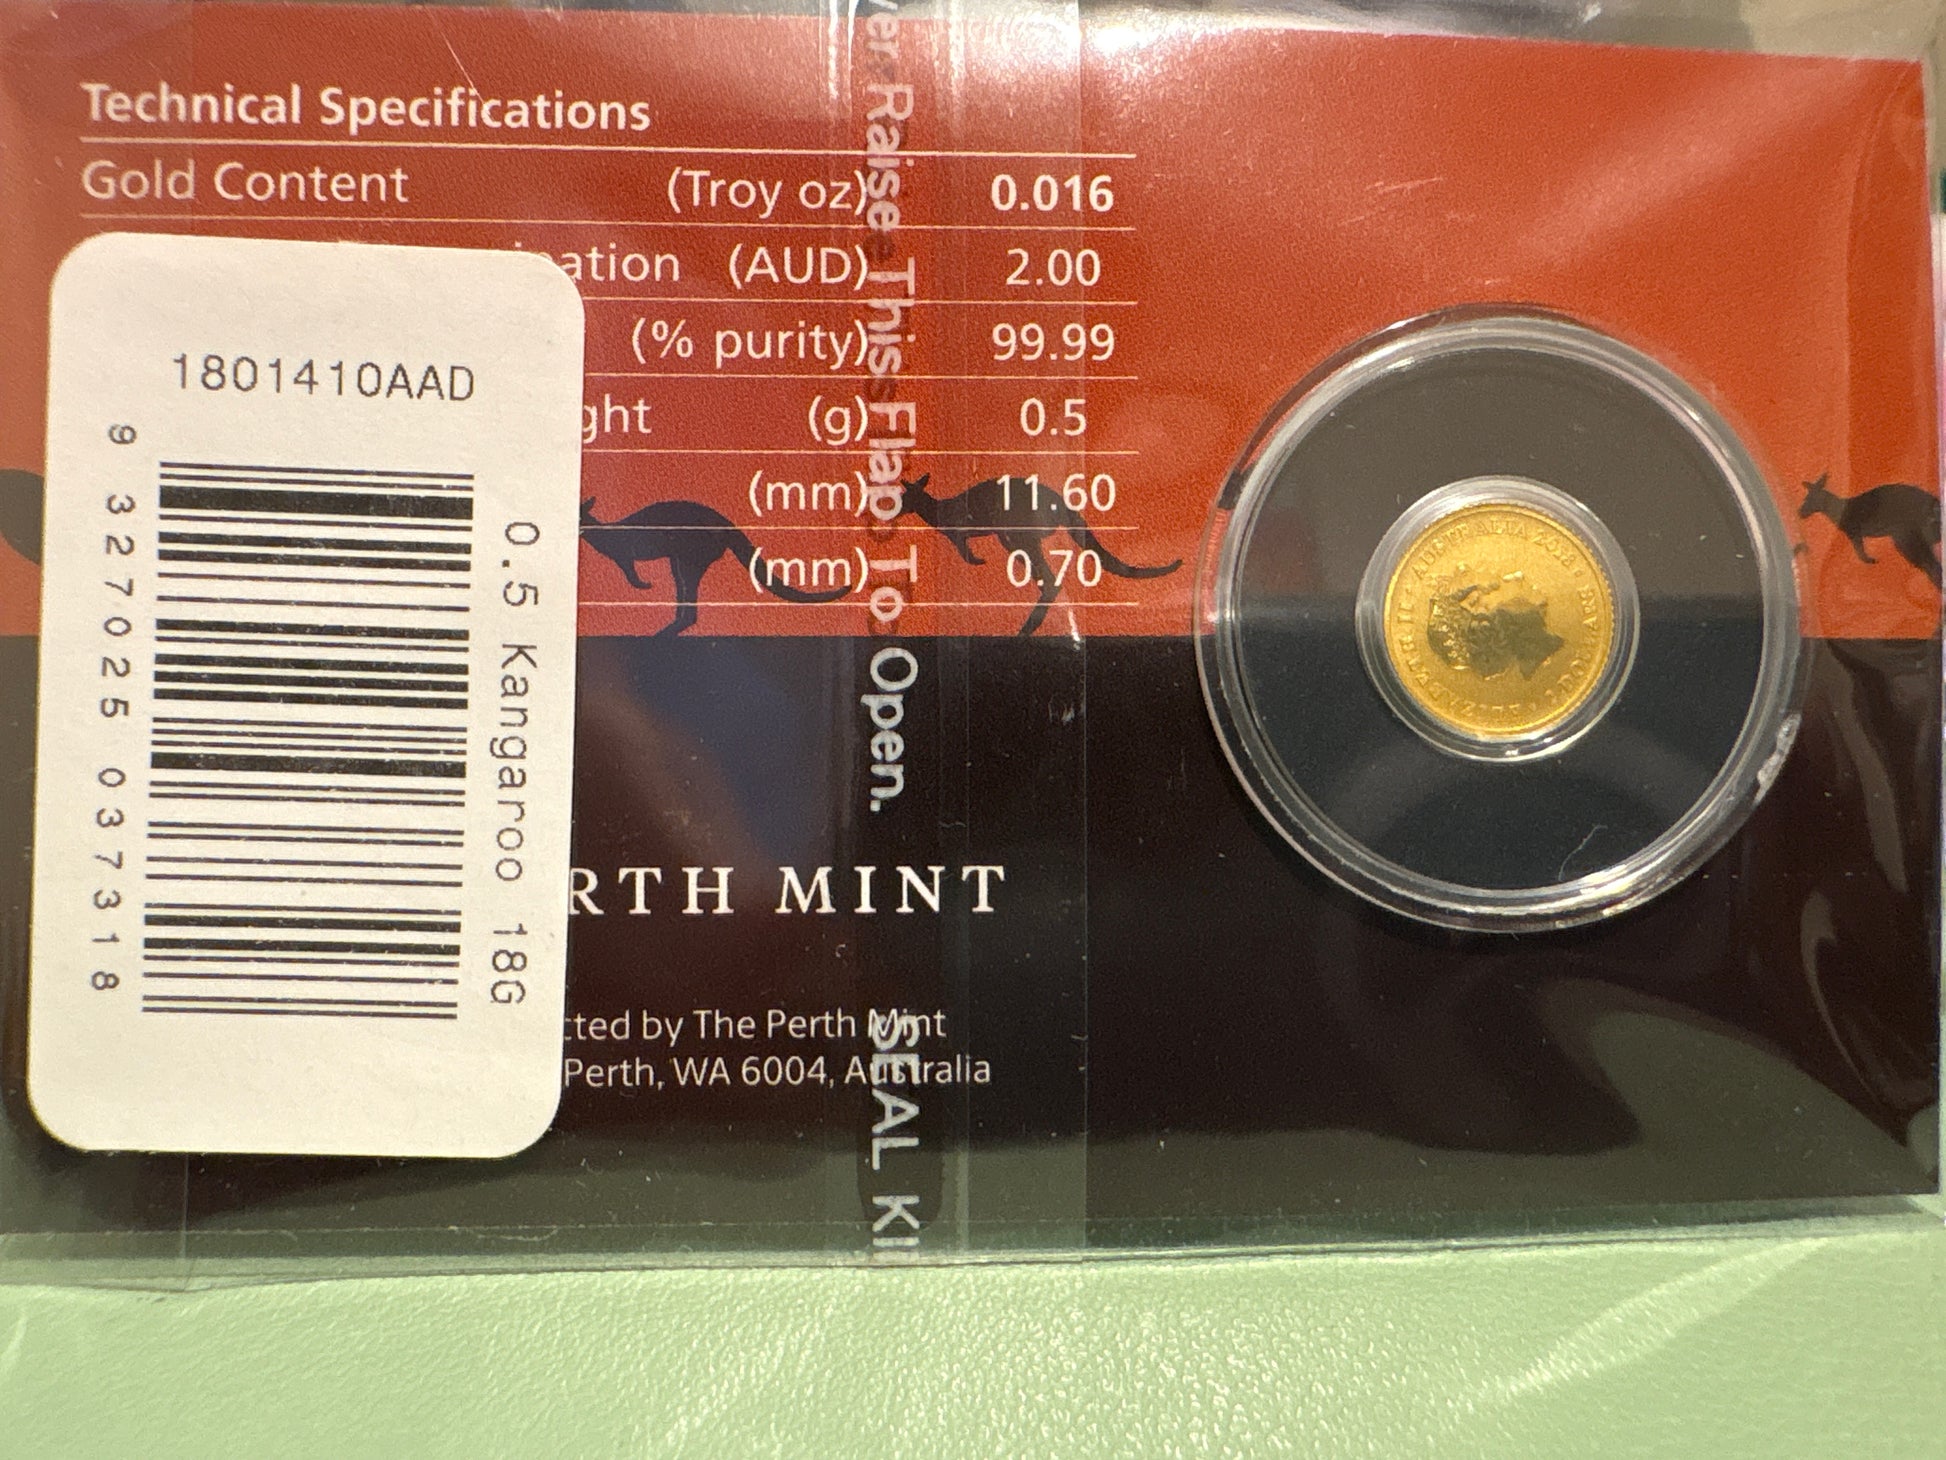 Technical Specifications
Gold Content (Troy oz) 0.016
ation (AUD) 2.00
(% purity) 99.99
ght (g) 0.5
(mm) 11.60
(mm) 0.70
RTH MINT
cted by The Perth Mint
Perth, WA 6004, Australia
1801410AAD
9 327025 037318
0.5 Kangaroo 18G
Raise This Flap To Open.
SEAL
AUSTRALIA 2018